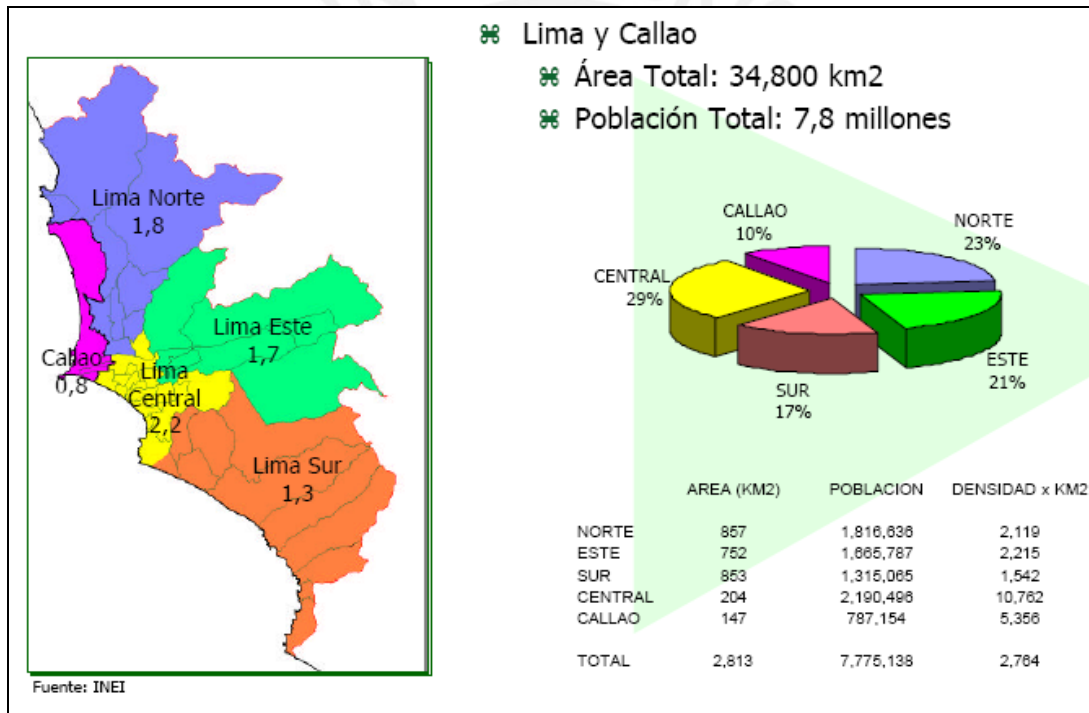 Lima y Callao
Área Total: 34,800 km2
Población Total: 7,8 millones
Lima Norte
1,8
Lima Este
1,7
Callao
0,8
Lima
Central
2,2
Lima Sur
1,3
Fuente: INEI
CALLAO
10%
NORTE
23%
CENTRAL
29%
ESTE
21%
SUR
17%
AREA (KM2) POBLACION DENSIDAD x KM2
NORTE 857 1,816,636 2,119
ESTE 752 1,665,787 2,215
SUR 853 1,315,065 1,542
CENTRAL 204 2,190,496 10,762
CALLAO 147 787,154 5,356
TOTAL 2,813 7,775,138 2,764